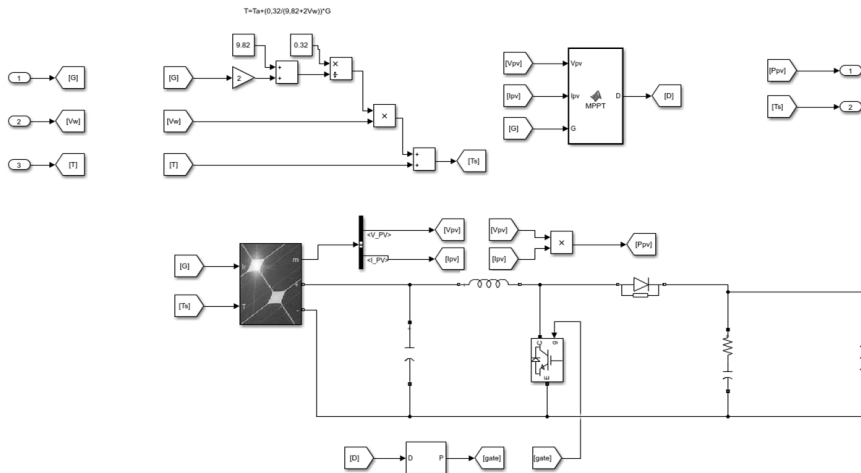 T=Ta+(0,32/(9,82+2Vw))*G
9.82
0.32
×
÷
+
+
1
[G]
[G]
2
[Vpv]
Vpv
[Ppv]
1
[Ipv]
Ipv
D
[D]
MPPT
[Ts]
2
2
[Vw]
[Vw]
×
[G]
G
3
[T]
[T]
+
+
[Ts]
<V_PV>
[Vpv]
[Vpv]
×
[Ppv]
[G]
m
<I_PV>
[Ipv]
[Ipv]
+
[Ts]
T
-
C
g
E
+
[D]
D
P
[gate]
[gate]